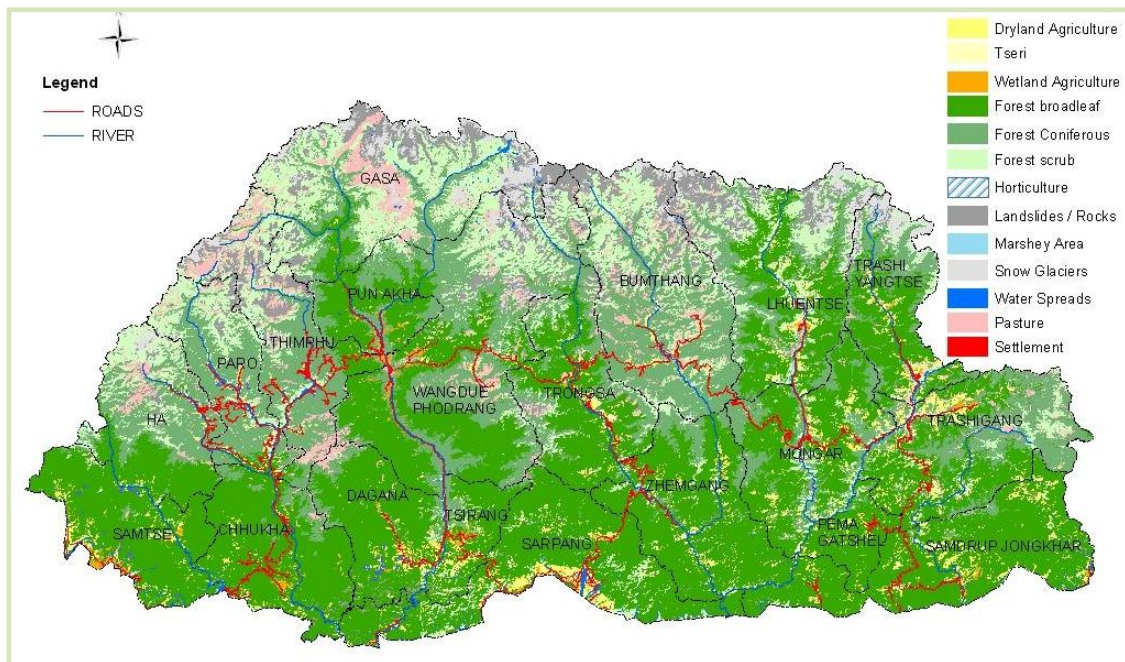 Legend
ROADS
RIVER
Dryland Agriculture
Tseri
Wetland Agriculture
Forest broadleaf
Forest Coniferous
Forest scrub
Horticulture
Landslides / Rocks
Marshey Area
Snow Glaciers
Water Spreads
Pasture
Settlement
GASA
PUN AKHA
THIMPHU
PARO
HA
WANGDUE
PHODRANG
BUMTHANG
TRONGSA
LHUENTSE
TRASHI
YANGTSE
TRASHIGANG
MONGAR
ZHEMGANG
DAGANA
TSIRANG
SARPANG
SAMTSE
CHHUKHA
PEMA
GATSHEL
SAMDRUP JONGKHAR